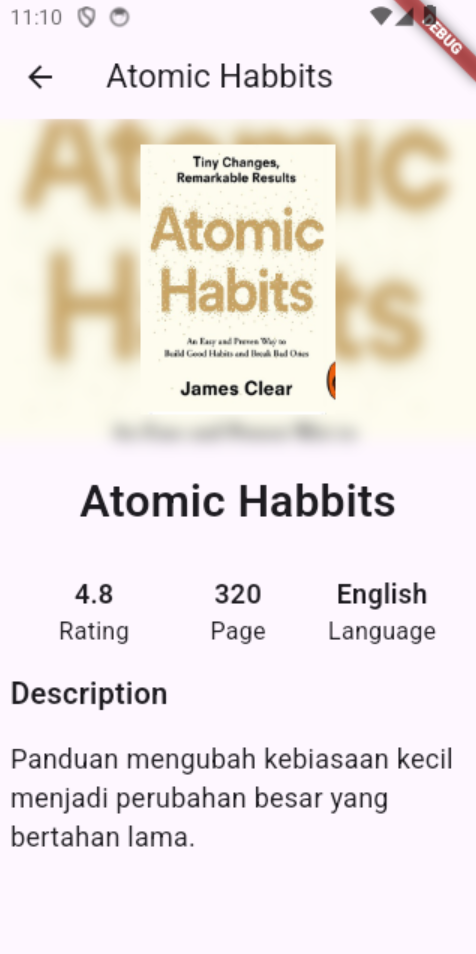 11:10
DEBUG
Atomic Habbits
Tiny Changes,
Remarkable Results
Atomic
Habits
An Easy and Proven Way to
Build Good Habits and Break Bad Ones
James Clear
Atomic Habbits
4.8 320 English
Rating Page Language
Description
Panduan mengubah kebiasaan kecil
menjadi perubahan besar yang
bertahan lama.